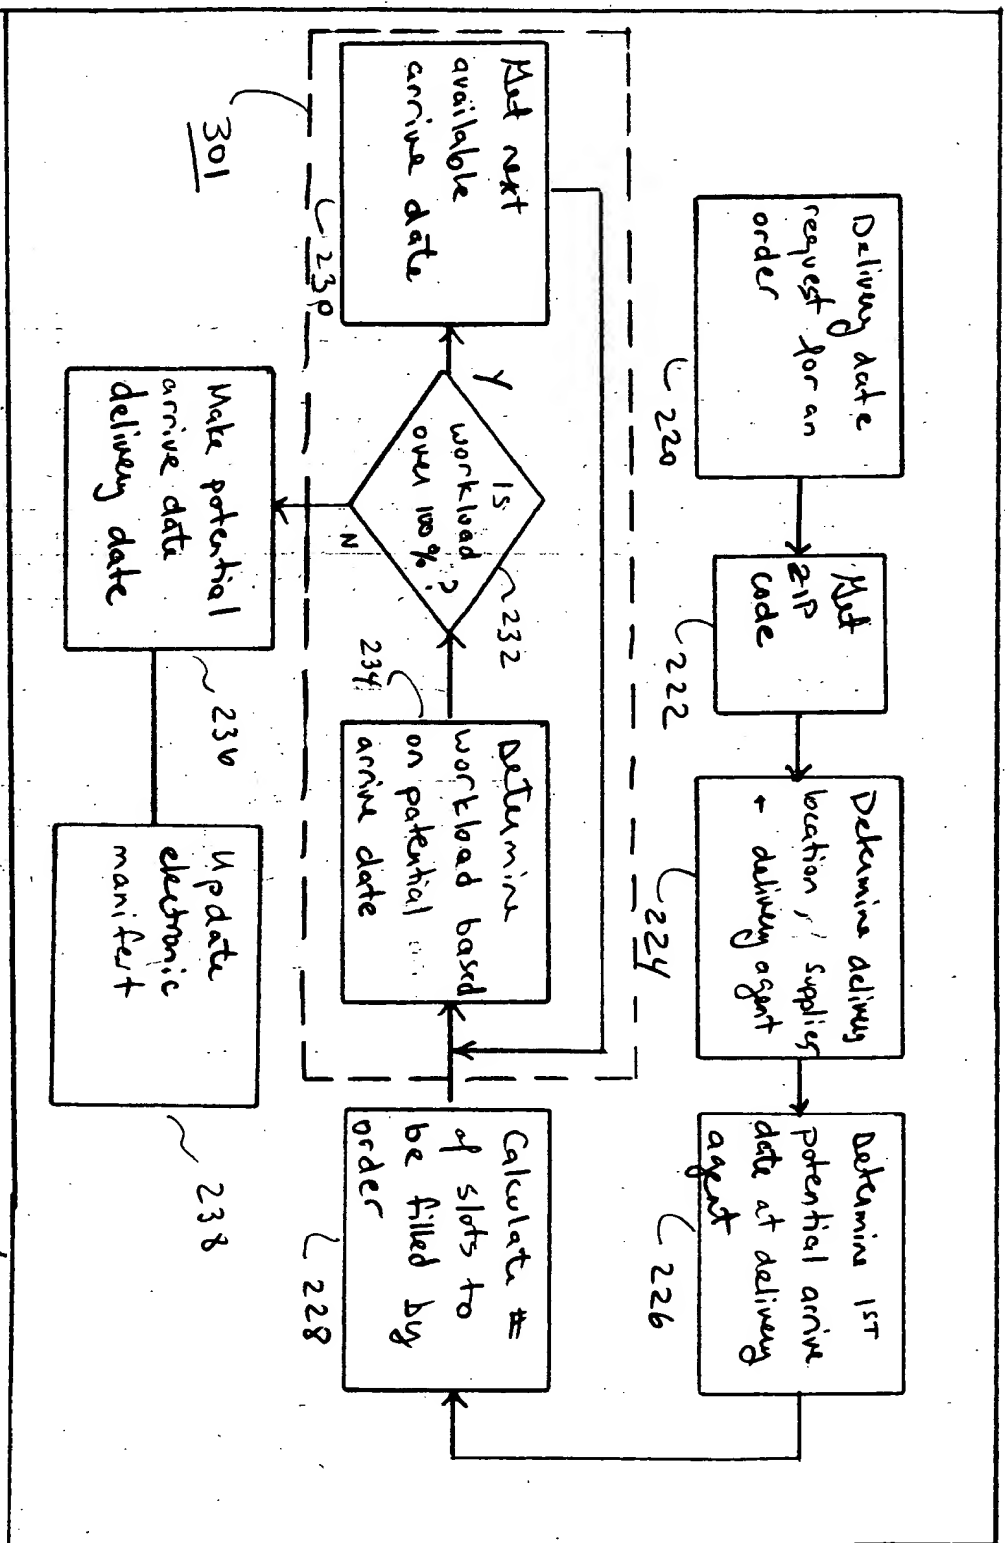 Delivery date
request for an
order
220
Get
ZIP
code
222
Determine delivery
location, supplies
+ delivery agent
224
Determine 1ST
potential arrive
date at delivery
agent
226
Calculate #
of slots to
be filled by
order
228
Determine
workload based
on potential
arrive date
234
Is
workload
over 100%?
232
Y
N
Get next
available
arrive date
230
301
Make potential
arrive date
delivery date
236
Update
electronic
manifest
238